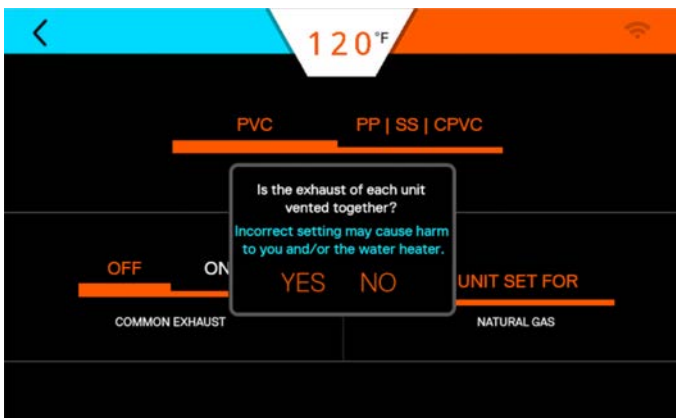 120°F
PVC PP | SS | CPVC
Is the exhaust of each unit
vented together?
Incorrect setting may cause harm
to you and/or the water heater.
YES NO
OFF ON
UNIT SET FOR
COMMON EXHAUST
NATURAL GAS